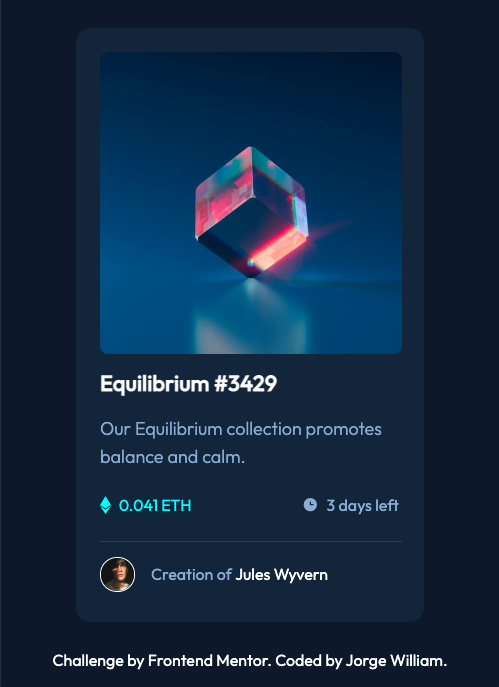 Equilibrium #3429
Our Equilibrium collection promotes
balance and calm.
0.041 ETH
3 days left
Creation of Jules Wyvern
Challenge by Frontend Mentor. Coded by Jorge William.